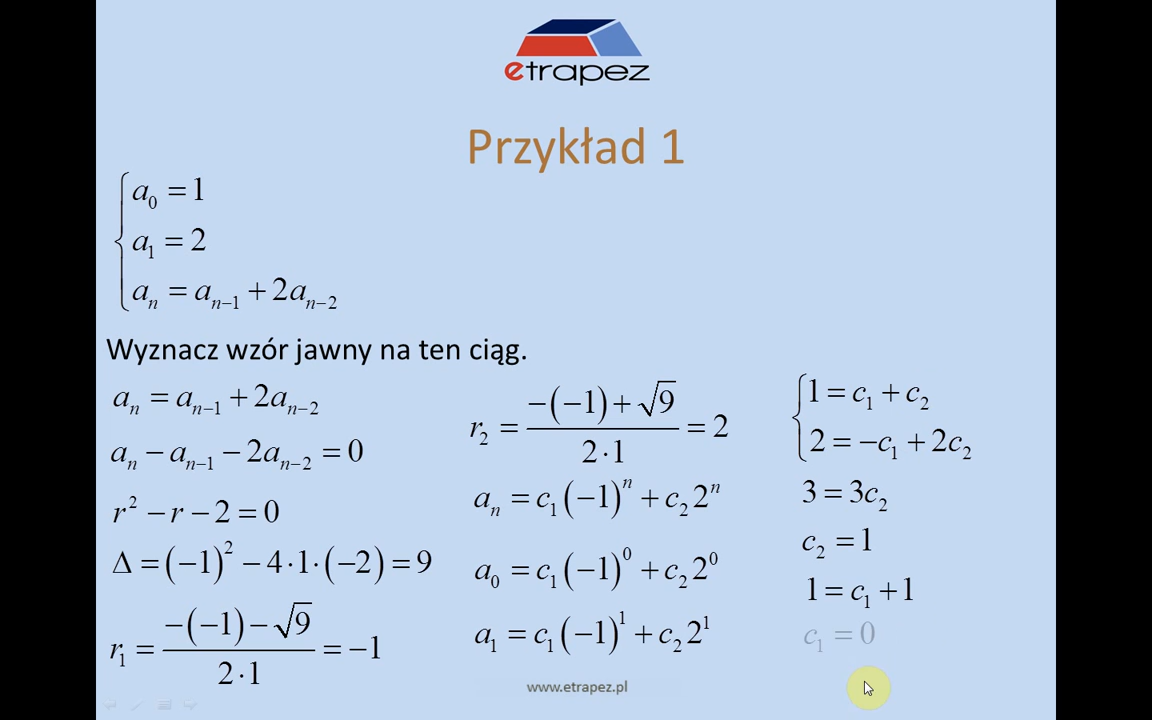 etrapez
Przykład 1
a₀ = 1
a₁ = 2
aₙ = aₙ₋₁ + 2aₙ₋₂
Wyznacz wzór jawny na ten ciąg.
aₙ = aₙ₋₁ + 2aₙ₋₂
aₙ − aₙ₋₁ − 2aₙ₋₂ = 0
r² − r − 2 = 0
Δ = (−1)² − 4·1·(−2) = 9
r₁ = (−(−1) − √9) / (2·1) = −1
r₂ = (−(−1) + √9) / (2·1) = 2
aₙ = c₁(−1)ⁿ + c₂2ⁿ
a₀ = c₁(−1)⁰ + c₂2⁰
a₁ = c₁(−1)¹ + c₂2¹
1 = c₁ + c₂
2 = −c₁ + 2c₂
3 = 3c₂
c₂ = 1
1 = c₁ + 1
c₁ = 0
www.etrapez.pl